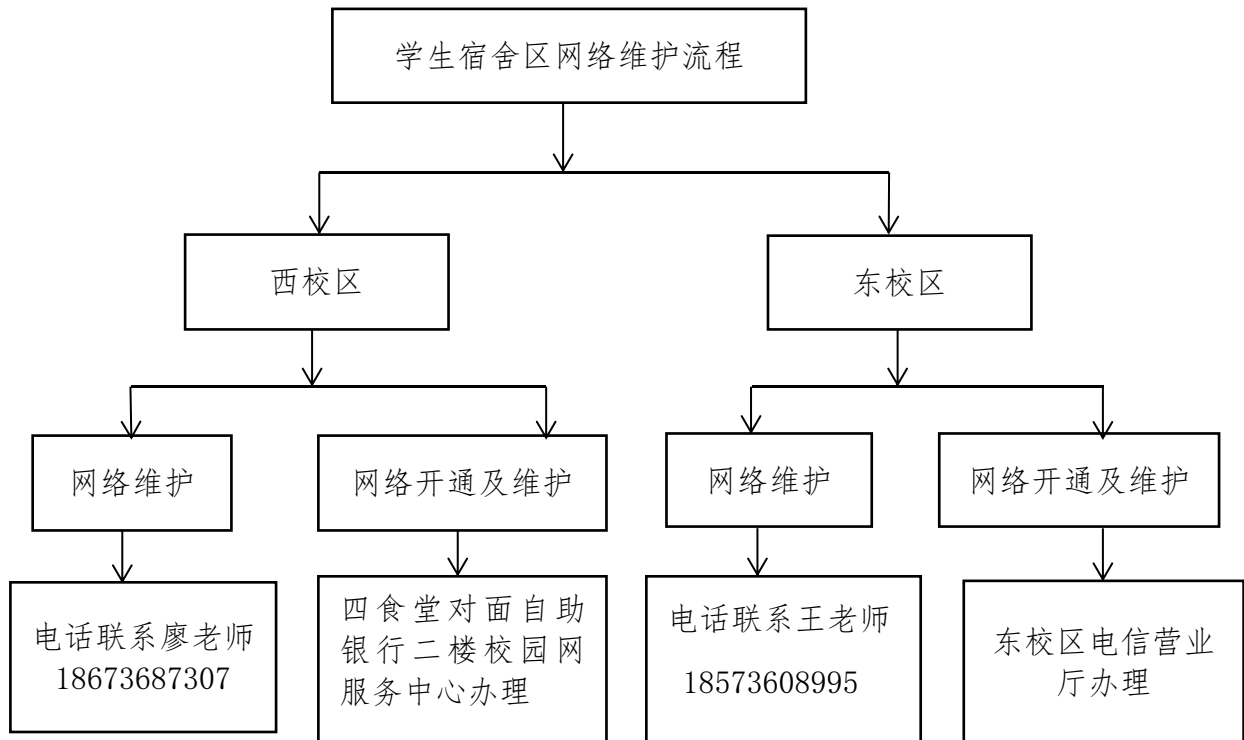 学生宿舍区网络维护流程
西校区
东校区
网络维护
网络开通及维护
网络维护
网络开通及维护
电话联系廖老师
18673687307
四食堂对面自助
银行二楼校园网
服务中心办理
电话联系王老师
18573608995
东校区电信营业
厅办理